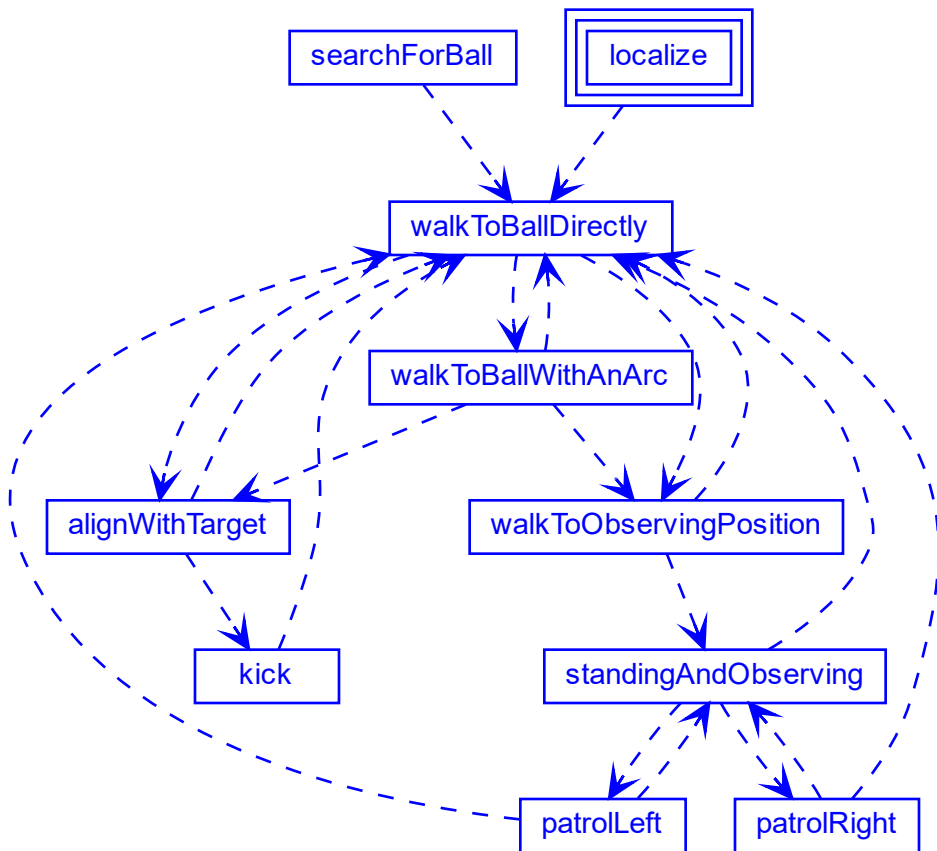 searchForBall
localize
walkToBallDirectly
walkToBallWithAnArc
alignWithTarget
walkToObservingPosition
kick
standingAndObserving
patrolLeft
patrolRight